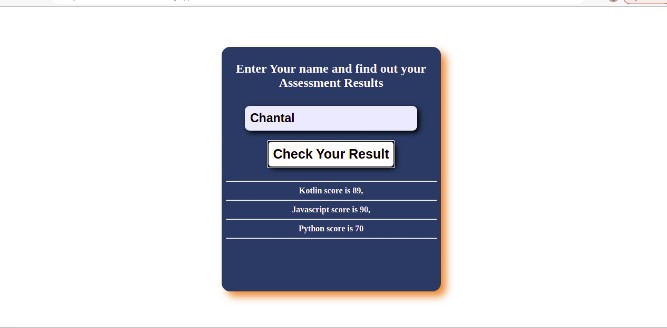 Enter Your name and find out your
Assessment Results
Chantal
Check Your Result
Kotlin score is 89,
Javascript score is 90,
Python score is 70